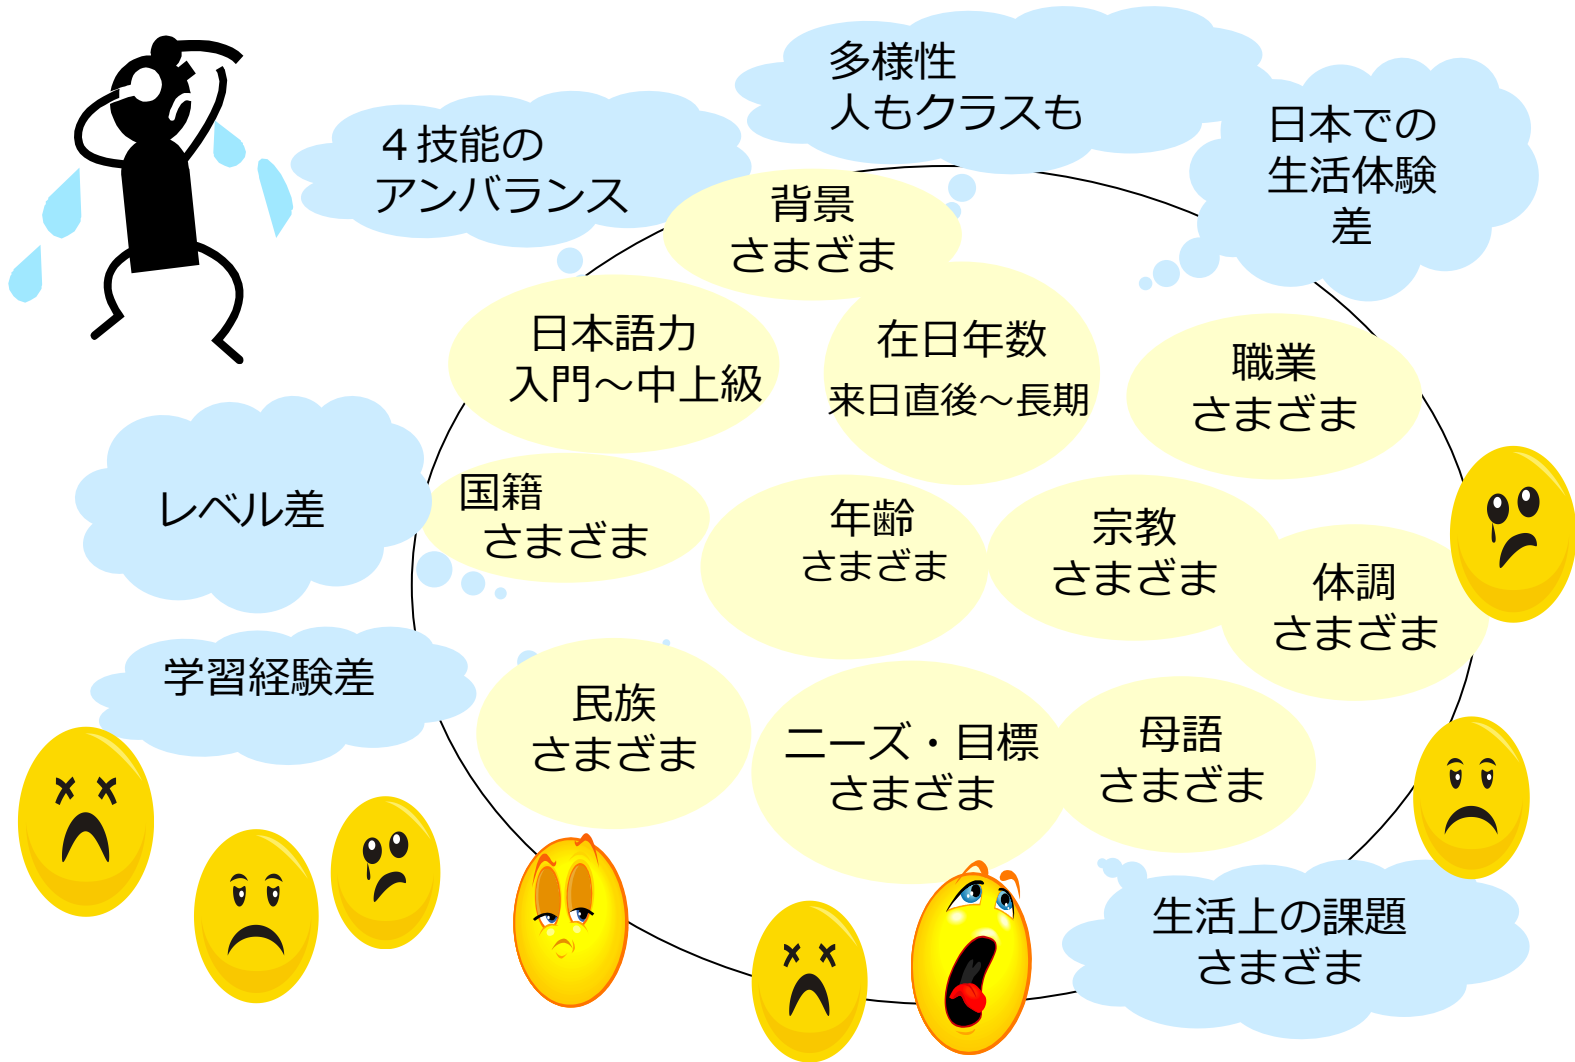 多様性
人もクラスも
４技能の
アンバランス
日本での
生活体験
差
背景
さまざま
日本語力
入門～中上級
在日年数
来日直後～長期
職業
さまざま
レベル差
国籍
さまざま
年齢
さまざま
宗教
さまざま
体調
さまざま
学習経験差
民族
さまざま
ニーズ・目標
さまざま
母語
さまざま
生活上の課題
さまざま